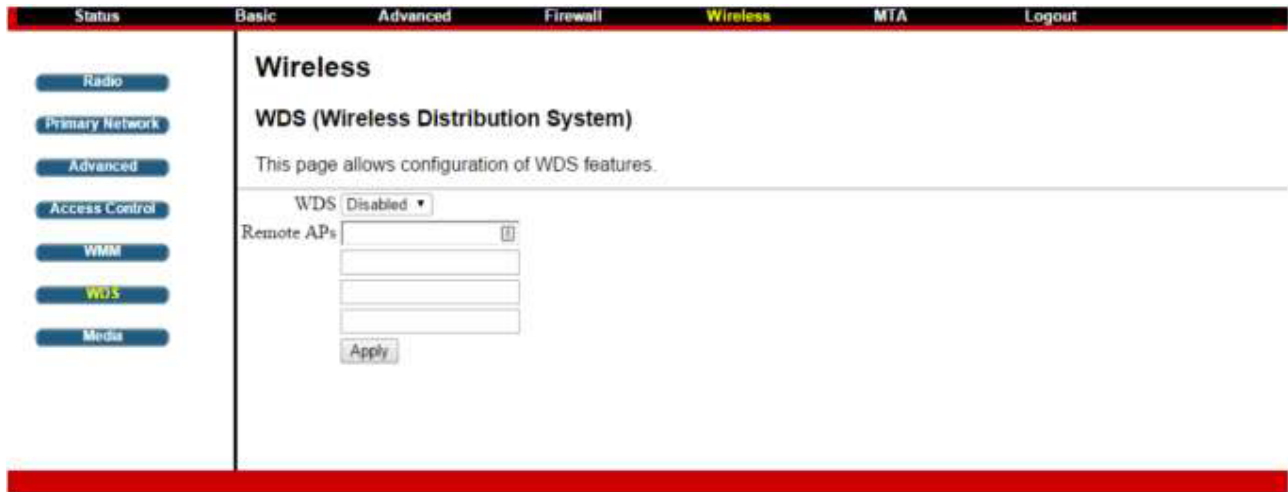 Status Basic Advanced Firewall Wireless MTA Logout
Radio
Primary Network
Advanced
Access Control
WMM
WDS
Media
Wireless
WDS (Wireless Distribution System)
This page allows configuration of WDS features.
WDS Disabled
Remote APs
Apply